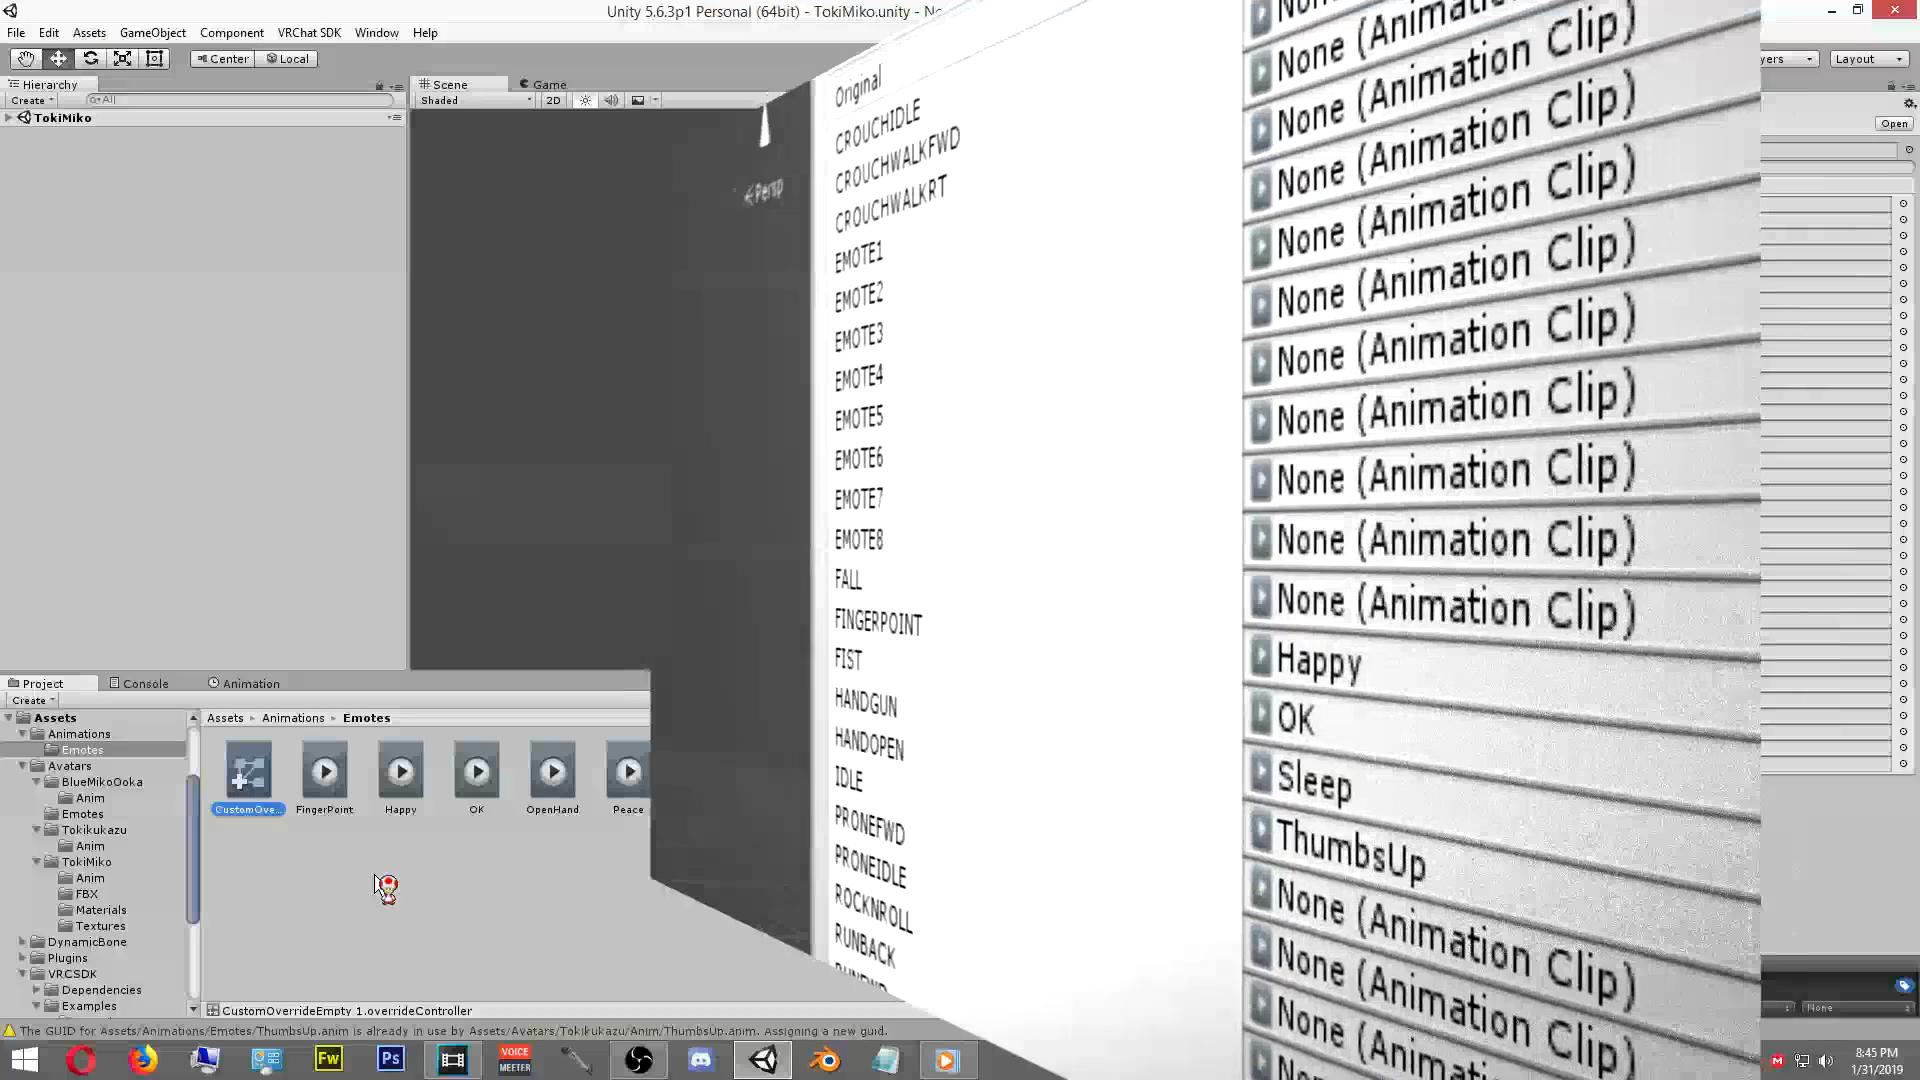 Unity 5.6.3p1 Personal (64bit) - TokiMiko.unity - N
File Edit Assets GameObject Component VRChat SDK Window Help
Center Local
yers Layout
Hierarchy
Create All
TokiMiko
Scene Game
Shaded 2D
Persp
Open
Original
CROUCHIDLE
CROUCHWALKFWD
CROUCHWALKRT
EMOTE1
EMOTE2
EMOTE3
EMOTE4
EMOTE5
EMOTE6
EMOTE7
EMOTE8
FALL
FINGERPOINT
FIST
HANDGUN
HANDOPEN
IDLE
PRONEFWD
PRONEIDLE
ROCKNROLL
RUNBACK
None (Animation Clip)
None (Animation Clip)
None (Animation Clip)
None (Animation Clip)
None (Animation Clip)
None (Animation Clip)
None (Animation Clip)
None (Animation Clip)
None (Animation Clip)
None (Animation Clip)
Happy
OK
Sleep
ThumbsUp
None (Animation Clip)
None (Animation Clip)
None (Animation Clip)
Project Console Animation
Create
Assets
Animations
Emotes
Avatars
BlueMikoOoka
Anim
Emotes
Tokikukazu
Anim
TokiMiko
Anim
FBX
Materials
Textures
DynamicBone
Plugins
VRCSDK
Dependencies
Examples
Assets Animations Emotes
CustomOve... FingerPoint Happy OK OpenHand Peace
CustomOverrideEmpty 1.overrideController
None
The GUID for Assets/Animations/Emotes/ThumbsUp.anim is already in use by Assets/Avatars/Tokikukazu/Anim/ThumbsUp.anim. Assigning a new guid.
Fw Ps VOICE MEETER
8:45 PM
1/31/2019